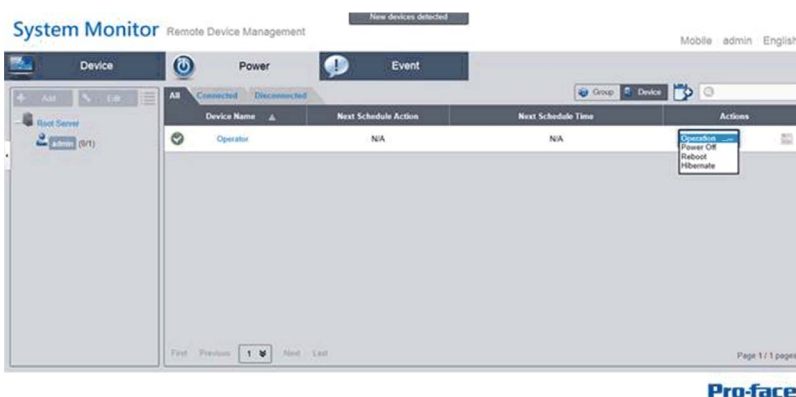 New devices detected
System Monitor Remote Device Management
Mobile admin English
Device Power Event
Add Edit All Connected Disconnected Group Device
Root Server
admin (0/1)
Device Name Next Schedule Action Next Schedule Time Actions
Operator N/A N/A Operation
Power Off
Reboot
Hibernate
First Previous 1 Next Last Page 1 / 1 pages
Pro-face